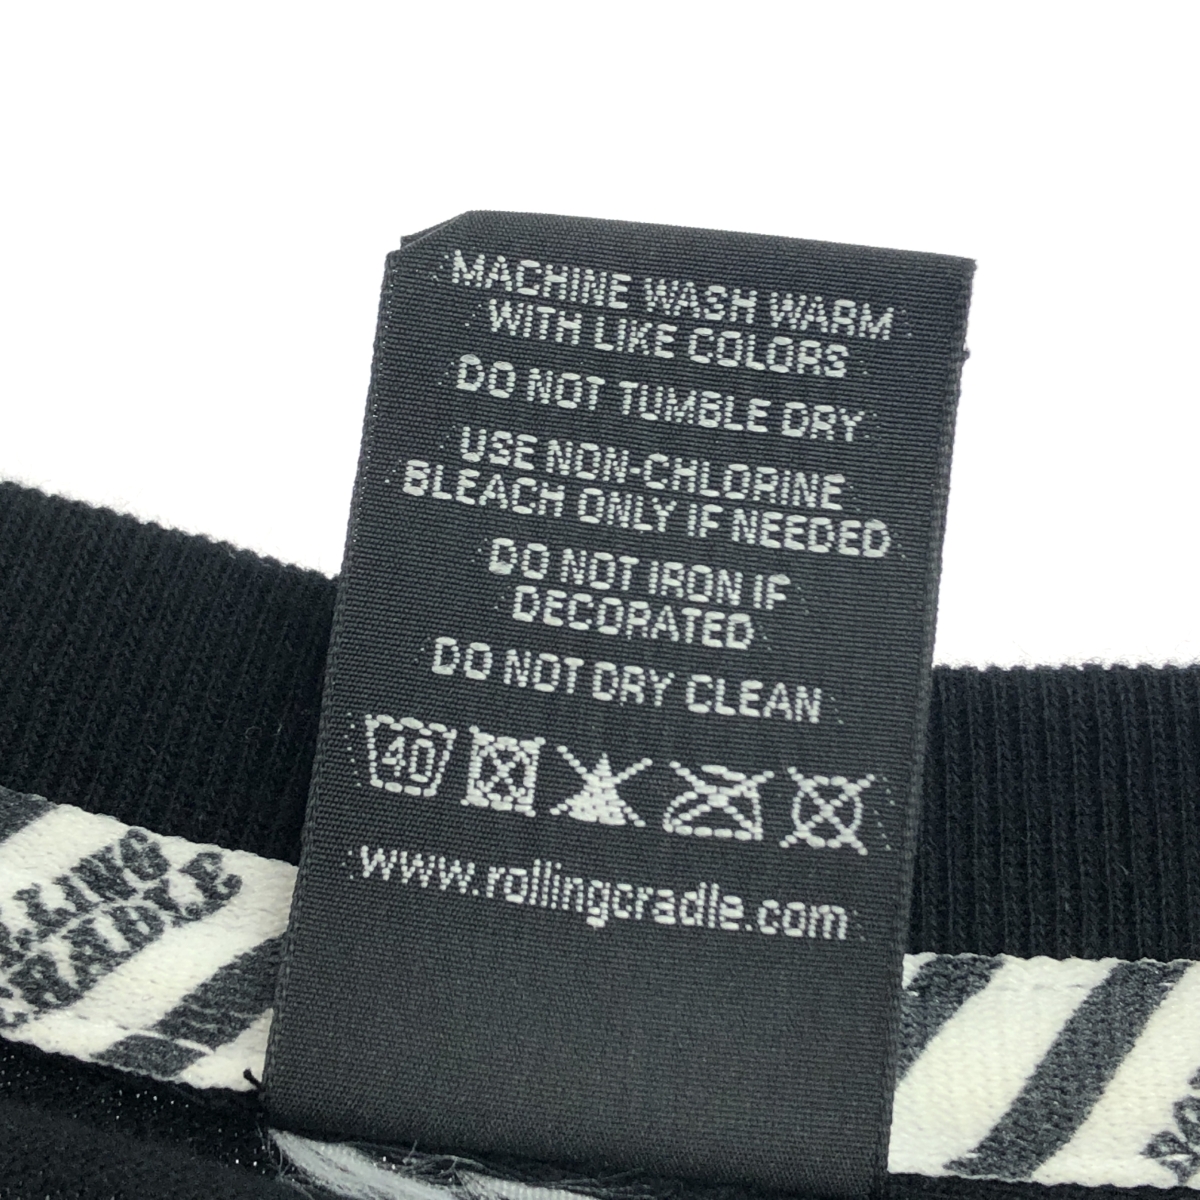 MACHINE WASH WARM
WITH LIKE COLORS
DO NOT TUMBLE DRY
USE NON-CHLORINE
BLEACH ONLY IF NEEDED
DO NOT IRON IF
DECORATED
DO NOT DRY CLEAN
40
www.rollingcradle.com